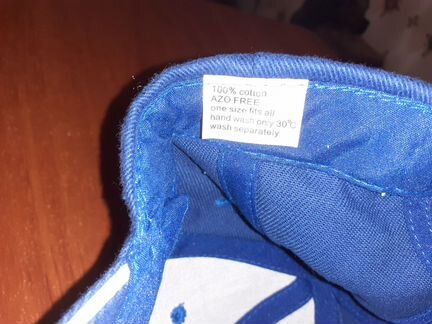 100% cotton
AZO FREE
one size fits all
hand wash only 30°C
wash separately